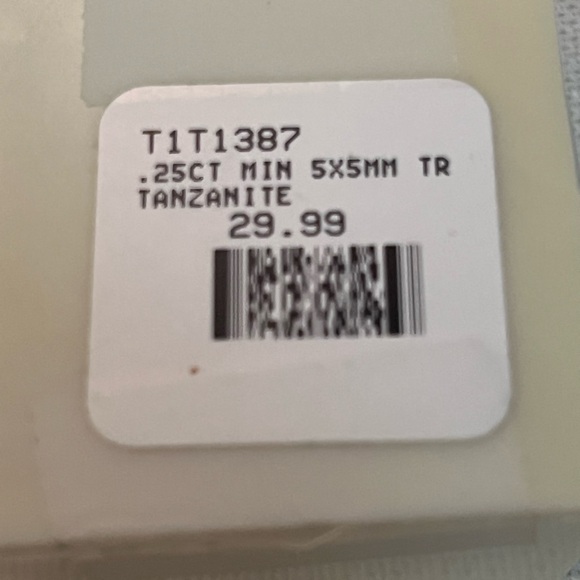 T1T1387
.25CT MIN 5X5MM TR
TANZANITE
29.99